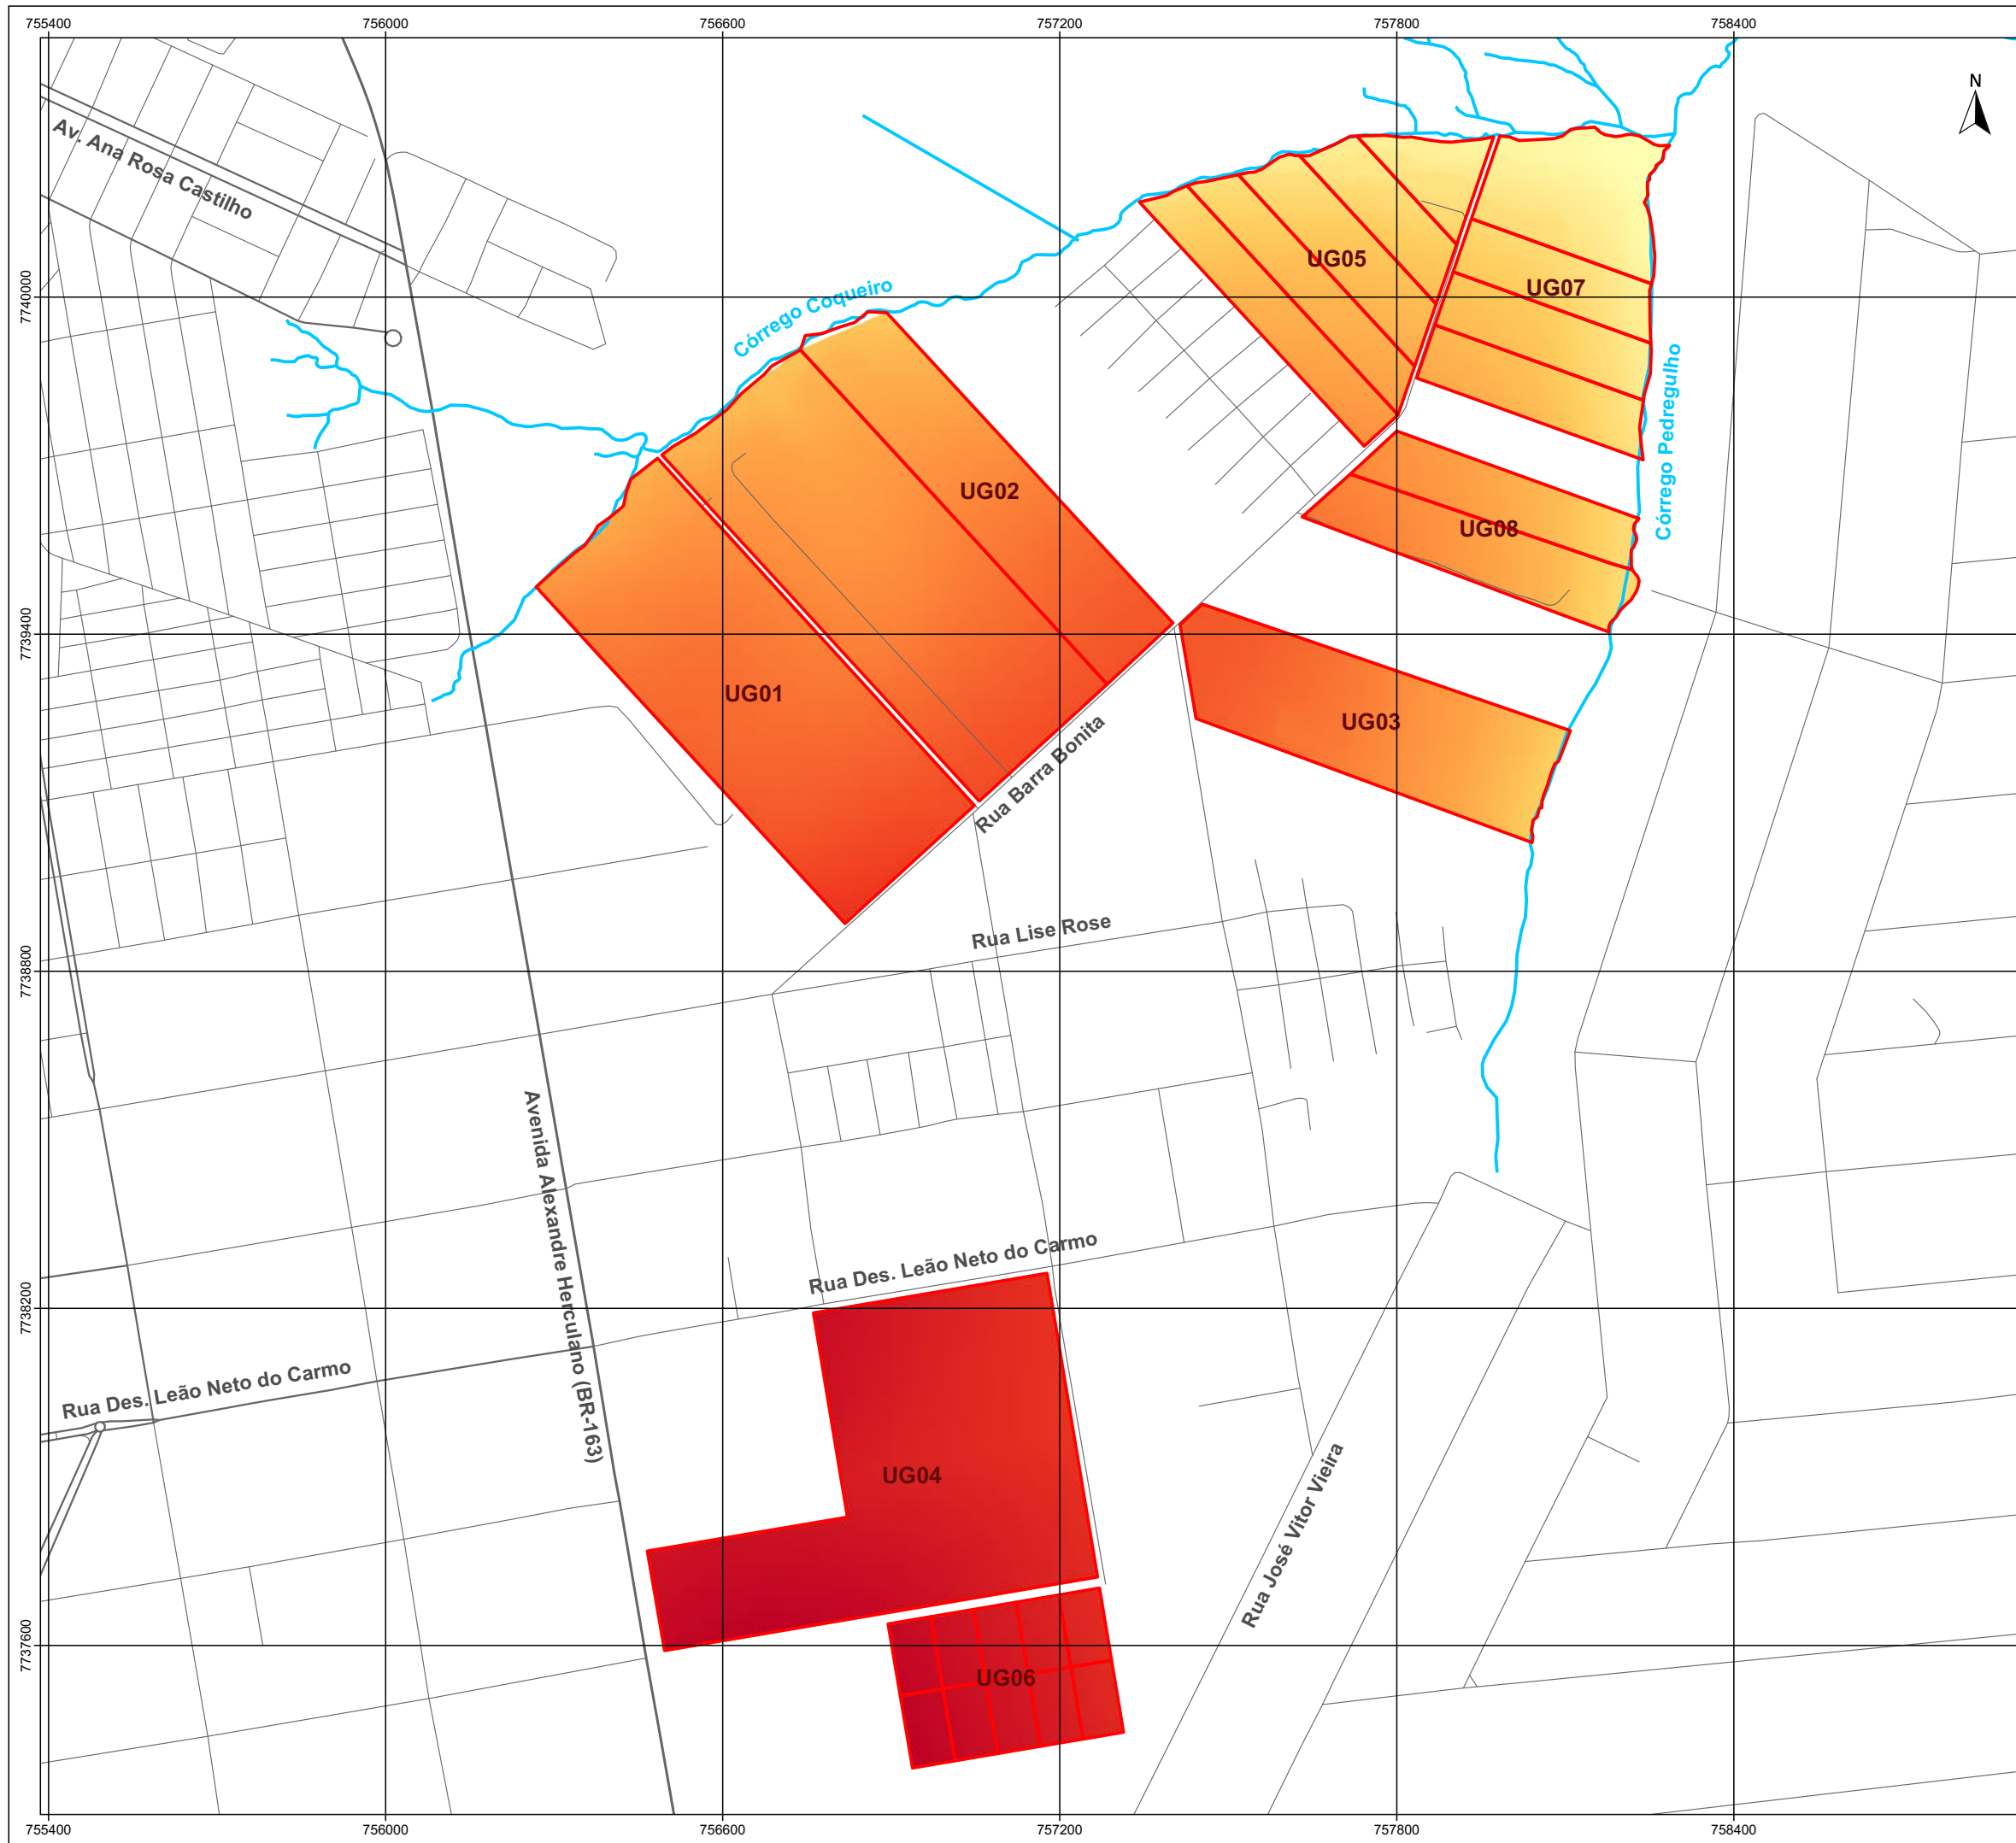 755400
756000
756600
757200
757800
758400
N
Av. Ana Rosa Castilho
Córrego Coqueiro
UG05
UG07
7740000
Córrego Pedregulho
UG02
UG08
7739400
UG01
UG03
Rua Barra Bonita
Rua Lise Rose
7738800
Avenida Alexandre Herculano (BR-163)
Rua Des. Leão Neto do Carmo
7738200
Rua Des. Leão Neto do Carmo
UG04
Rua José Vitor Vieira
7737600
UG06
755400
756000
756600
757200
757800
758400